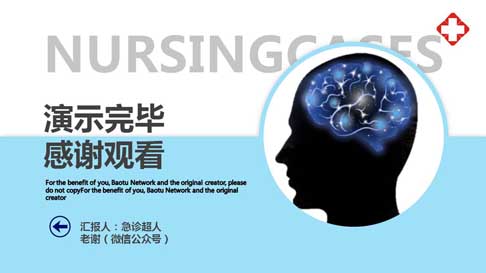 NURSINGCASES
演示完毕
感谢观看
For the benefit of you, Baotu Network and the original creator, please
do not copyFor the benefit of you, Baotu Network and the original
creator
汇报人：急诊超人
老谢（微信公众号）